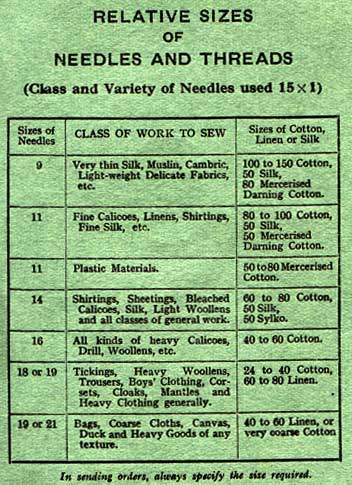 RELATIVE SIZES
OF
NEEDLES AND THREADS
(Class and Variety of Needles used 15×1)
Sizes of Needles
CLASS OF WORK TO SEW
Sizes of Cotton, Linen or Silk
9
Very thin Silk, Muslin, Cambric,
Light-weight Delicate Fabrics,
etc.
100 to 150 Cotton,
50 Silk,
80 Mercerised
Darning Cotton.
11
Fine Calicoes, Linens, Shirtings,
Fine Silk, etc.
80 to 100 Cotton,
50 Silk,
50 Mercerised
Darning Cotton.
11
Plastic Materials.
50 to 80 Mercerised
Cotton.
14
Shirtings, Sheetings, Bleached
Calicoes, Silk, Light Woollens
and all classes of general work.
60 to 80 Cotton,
50 Silk,
50 Sylko.
16
All kinds of heavy Calicoes,
Drill, Woollens, etc.
40 to 60 Cotton.
18 or 19
Tickings, Heavy Woollens,
Trousers, Boys' Clothing, Cor-
sets, Cloaks, Mantles and
Heavy Clothing generally.
24 to 40 Cotton,
60 to 80 Linen.
19 or 21
Bags, Coarse Cloths, Canvas,
Duck and Heavy Goods of any
texture.
40 to 60 Linen, or
very coarse Cotton
In sending orders, always specify the size required.